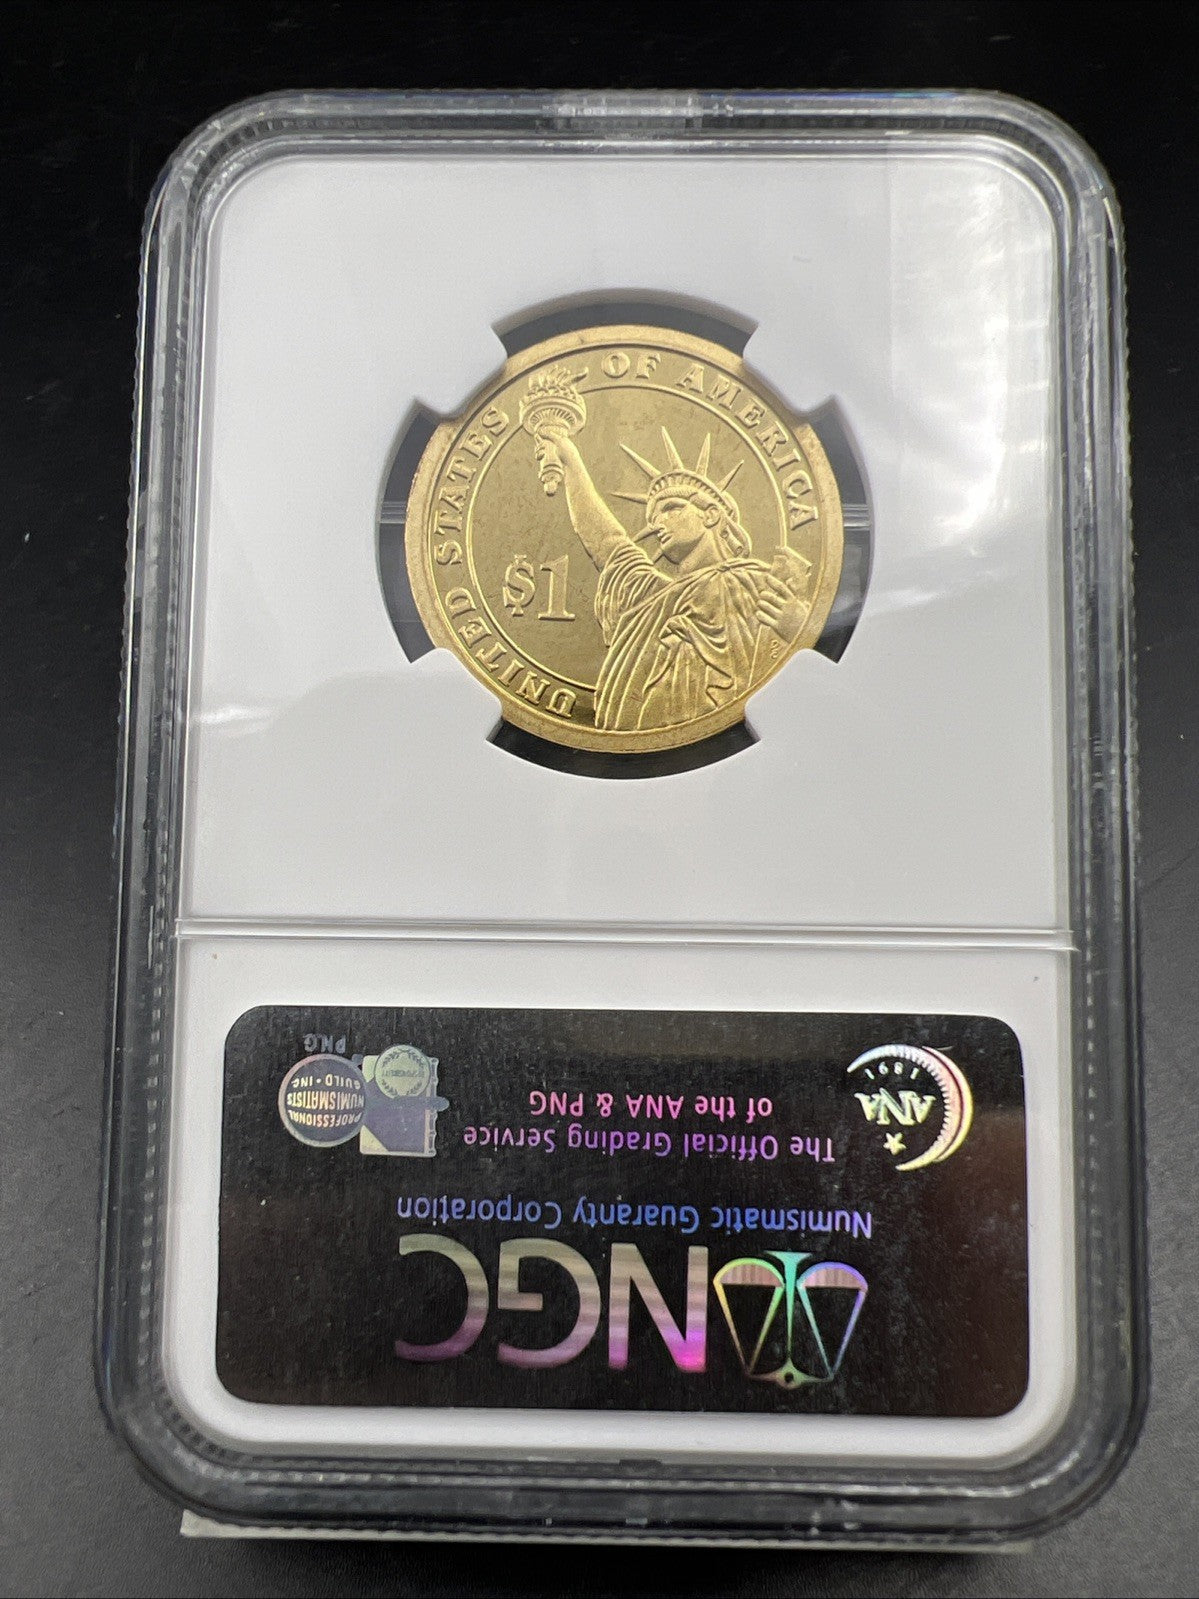 UNITED STATES OF AMERICA
$1
NGC
Numismatic Guaranty Corporation
The Official Grading Service
of the ANA & PNG
ANA
1891
PROFESSIONAL
NUMISMATISTS
GUILD • INC.
PNG